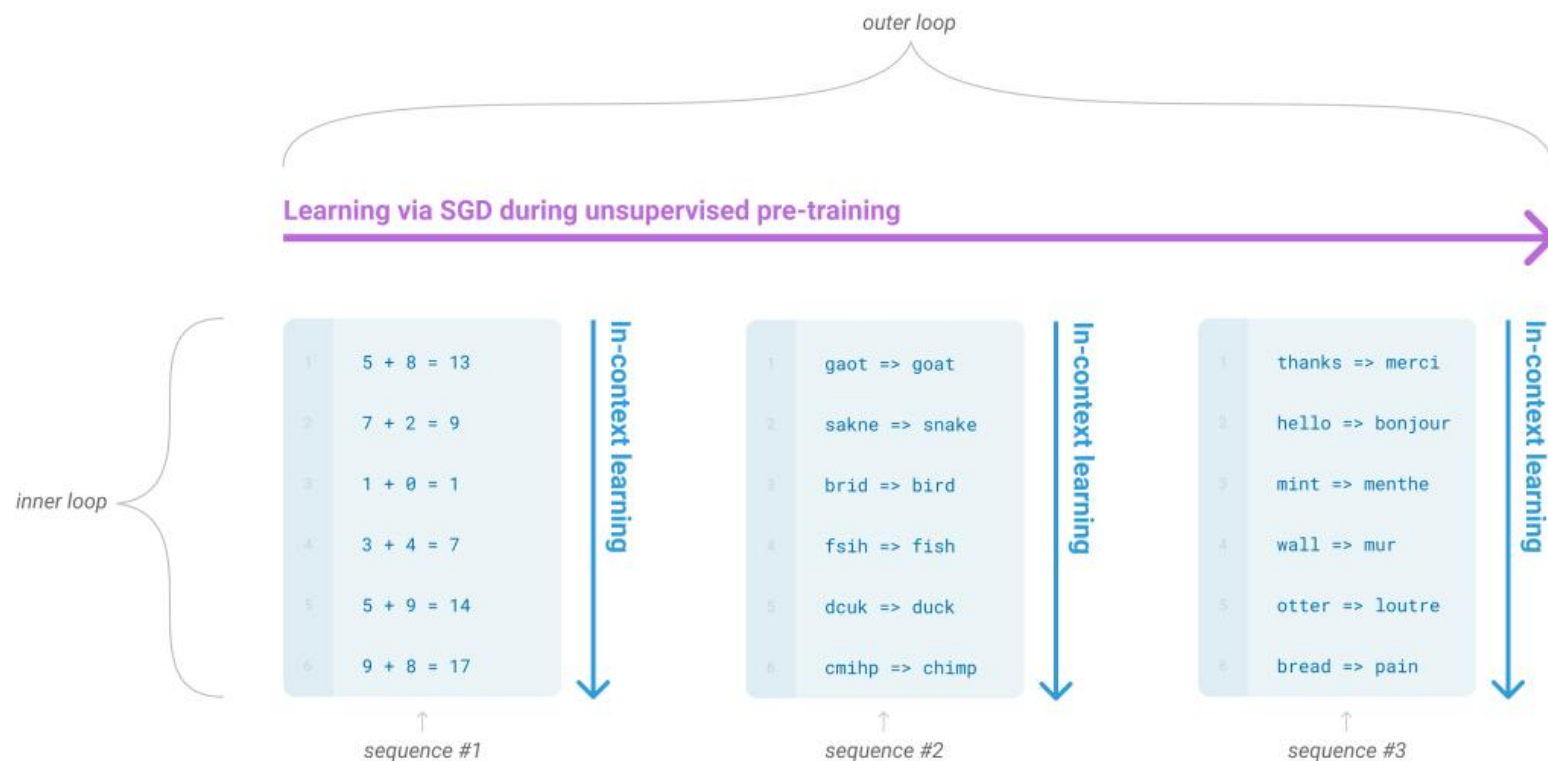 outer loop
Learning via SGD during unsupervised pre-training
inner loop
1 5 + 8 = 13
2 7 + 2 = 9
3 1 + 0 = 1
4 3 + 4 = 7
5 5 + 9 = 14
6 9 + 8 = 17
In-context learning
sequence #1
1 gaot => goat
2 sakne => snake
3 brid => bird
4 fsih => fish
5 dcuk => duck
6 cmihp => chimp
In-context learning
sequence #2
1 thanks => merci
2 hello => bonjour
3 mint => menthe
4 wall => mur
5 otter => loutre
6 bread => pain
In-context learning
sequence #3